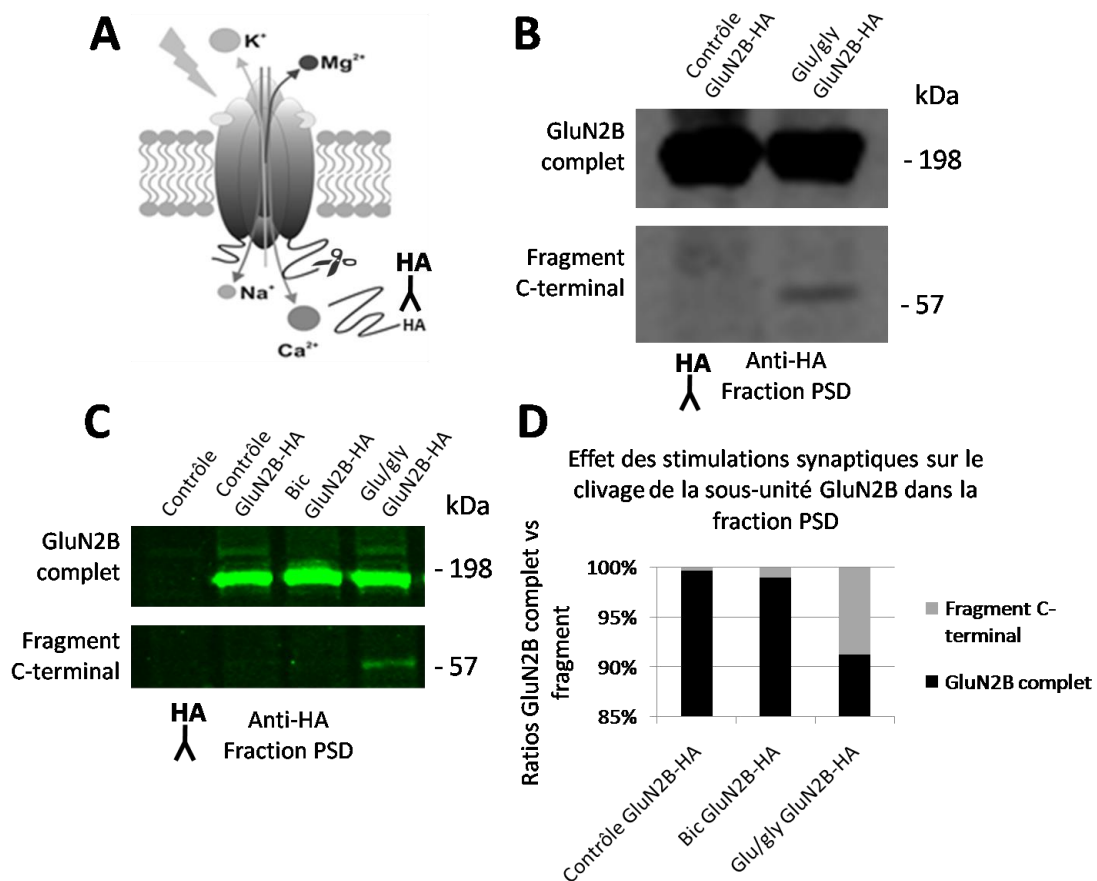 A
K⁺
Mg²⁺
Na⁺
Ca²⁺
HA
HA
B
Contrôle
GluN2B-HA
Glu/gly
GluN2B-HA
kDa
GluN2B
complet
- 198
Fragment
C-terminal
- 57
HA
Anti-HA
Fraction PSD
C
Contrôle
Contrôle
GluN2B-HA
Bic
GluN2B-HA
Glu/gly
GluN2B-HA
kDa
GluN2B
complet
- 198
Fragment
C-terminal
- 57
HA
Anti-HA
Fraction PSD
D
Effet des stimulations synaptiques sur le
clivage de la sous-unité GluN2B dans la
fraction PSD
Ratios GluN2B complet vs
fragment
100%
95%
90%
85%
Contrôle GluN2B-HA
Bic GluN2B-HA
Glu/gly GluN2B-HA
Fragment C-
terminal
GluN2B complet